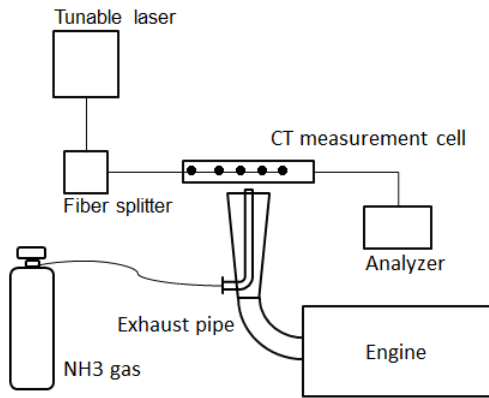 Tunable laser
CT measurement cell
Fiber splitter
Analyzer
Exhaust pipe
Engine
NH3 gas